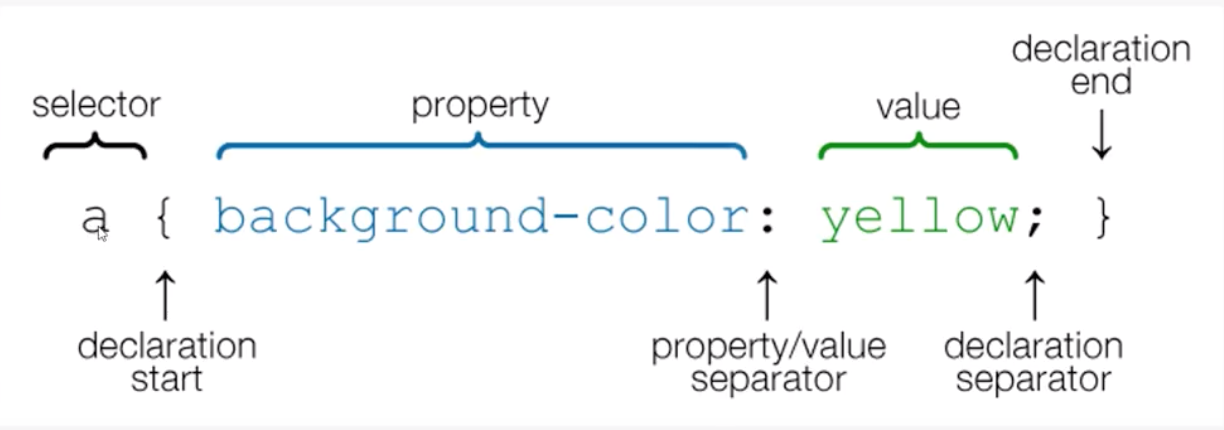 declaration
end
selector
property
value
a { background-color: yellow; }
declaration
start
property/value
separator
declaration
separator